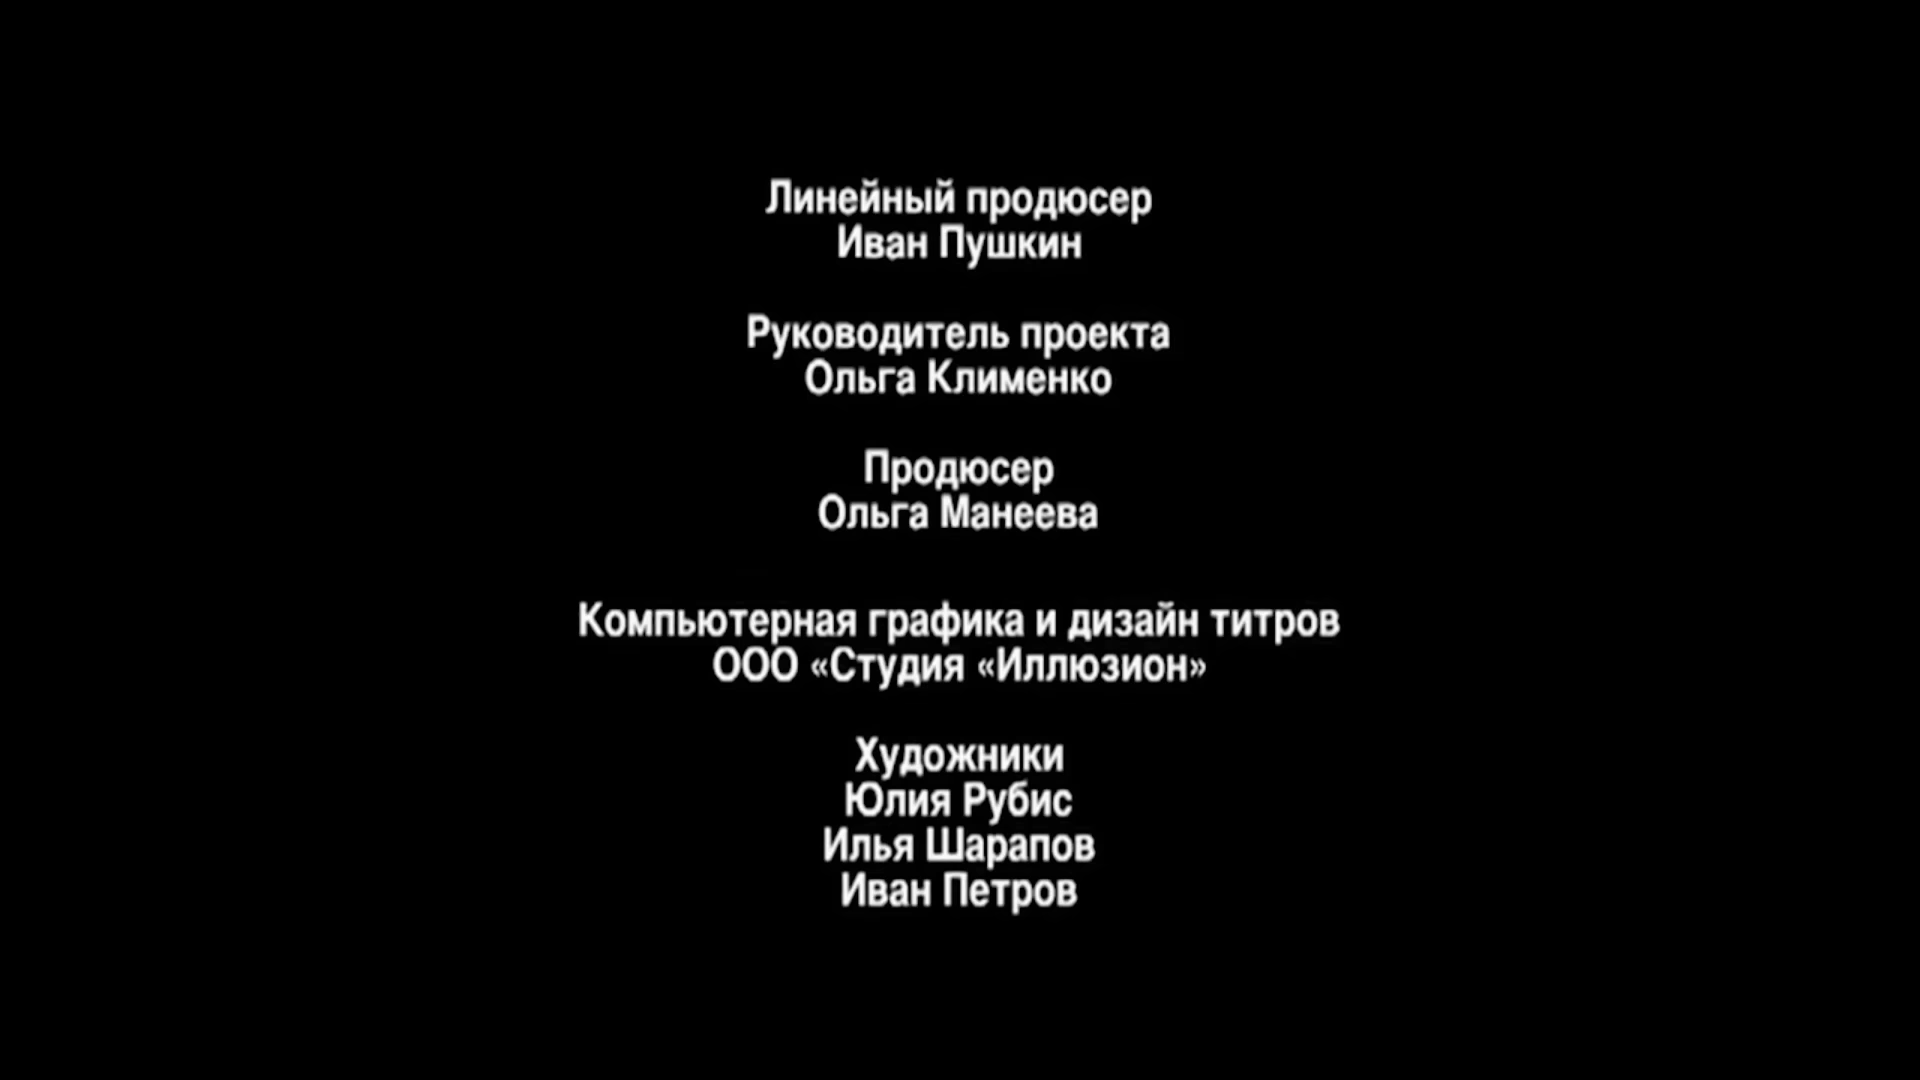 Линейный продюсер
Иван Пушкин
Руководитель проекта
Ольга Клименко
Продюсер
Ольга Манеева
Компьютерная графика и дизайн титров
ООО «Студия «Иллюзион»
Художники
Юлия Рубис
Илья Шарапов
Иван Петров